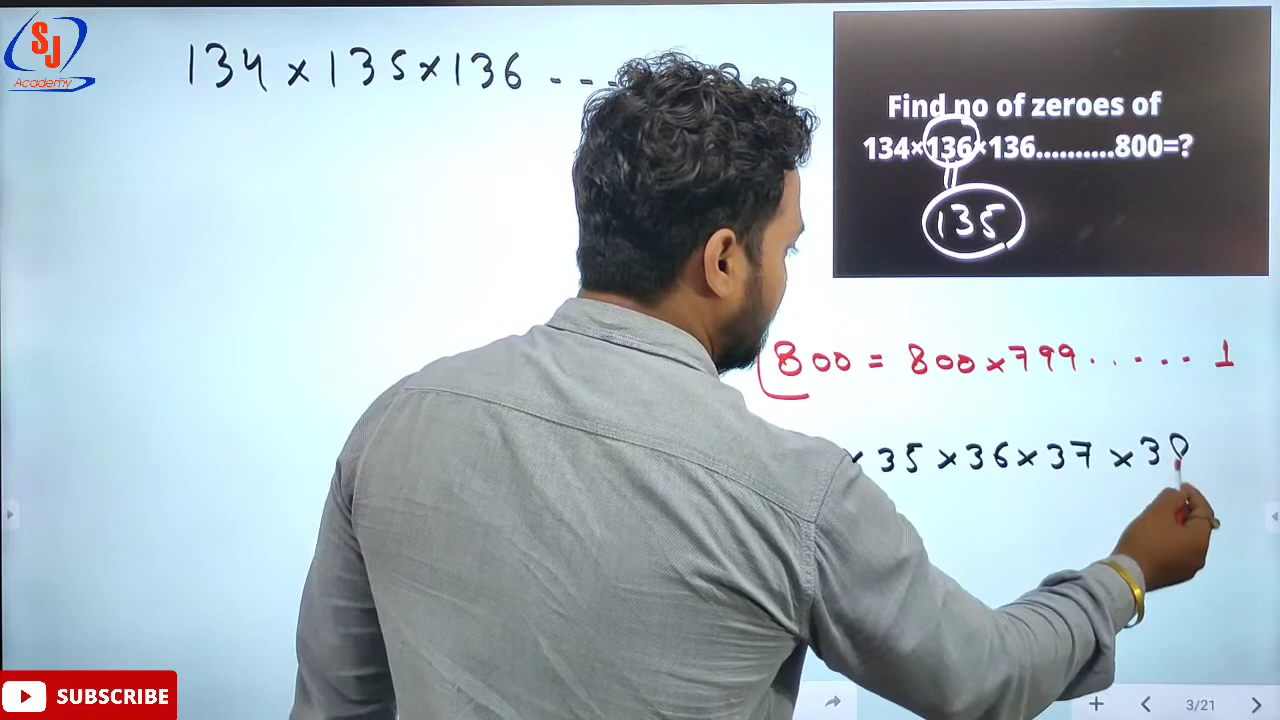 SJ
Academy
134 × 135 × 136 - - -
Find no of zeroes of
134×136×136..........800=?
135
800 = 800 × 799 . . . . . . 1
× 35 × 36 × 37 × 3
SUBSCRIBE
3/21